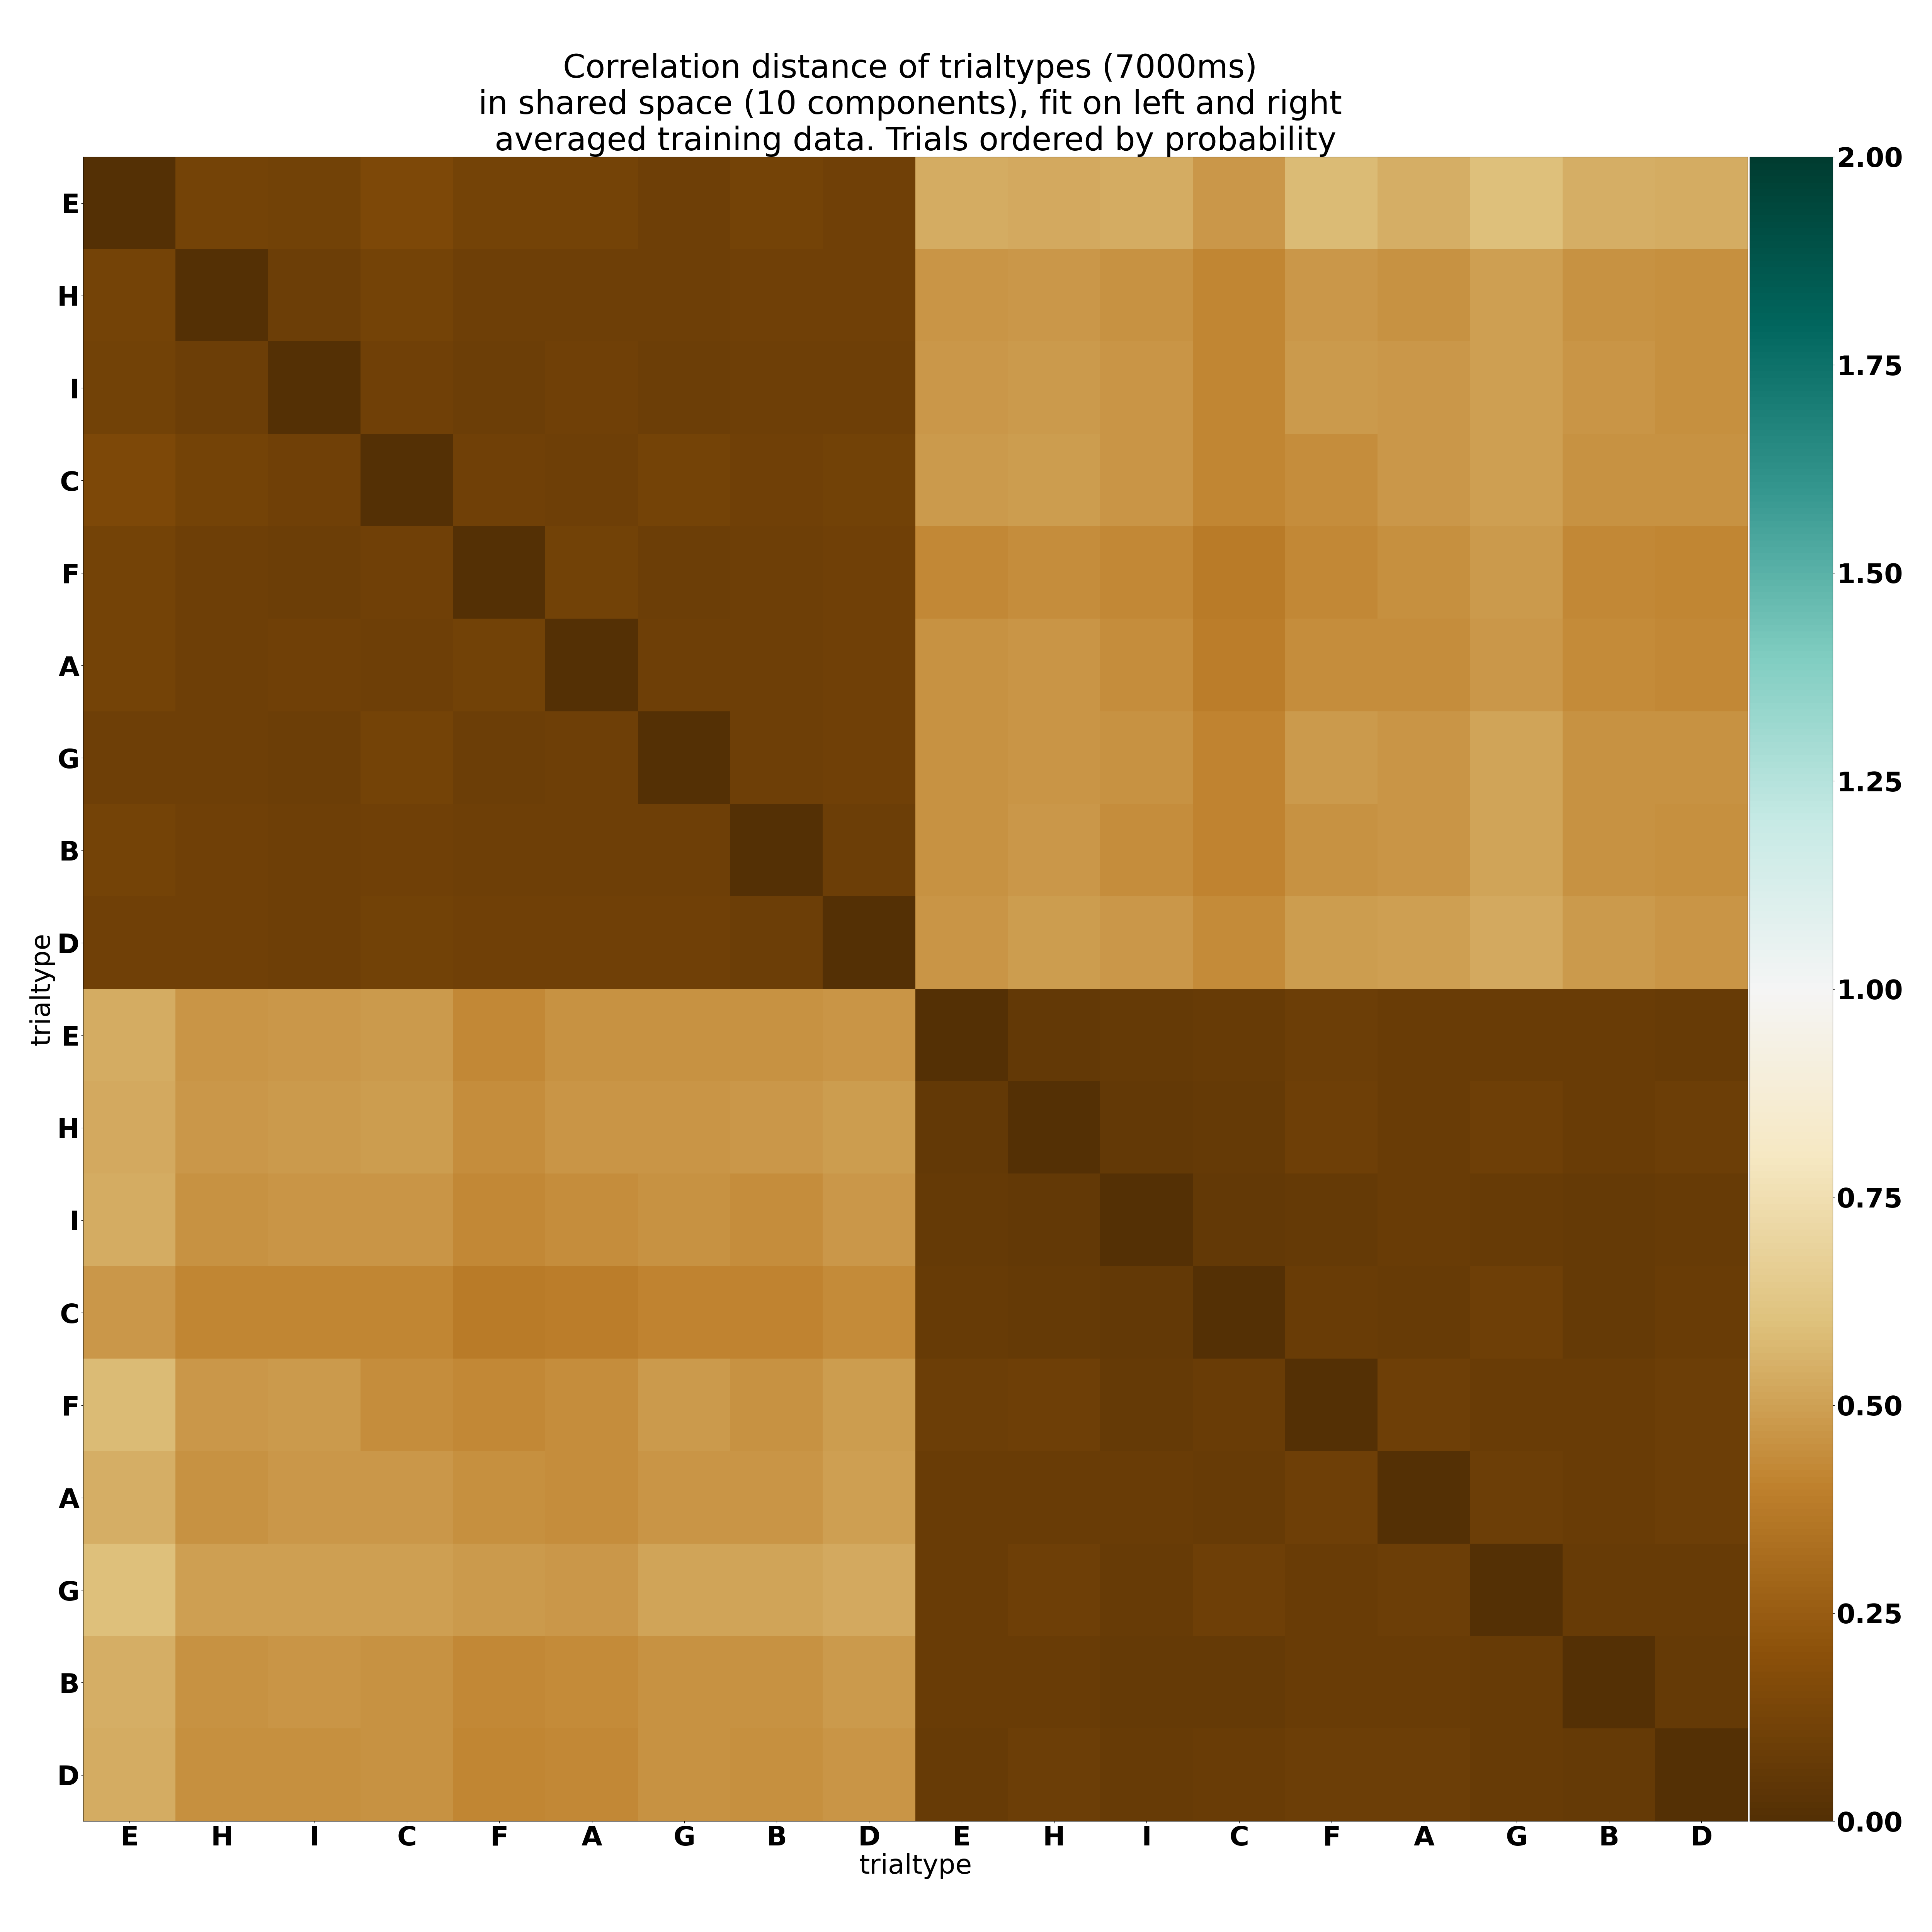 Correlation distance of trialtypes (7000ms)
in shared space (10 components), fit on left and right
averaged training data. Trials ordered by probability
E
H
I
C
F
A
G
B
D
E
H
I
C
F
A
G
B
D
trialtype
E H I C F A G B D E H I C F A G B D
trialtype
2.00
1.75
1.50
1.25
1.00
0.75
0.50
0.25
0.00